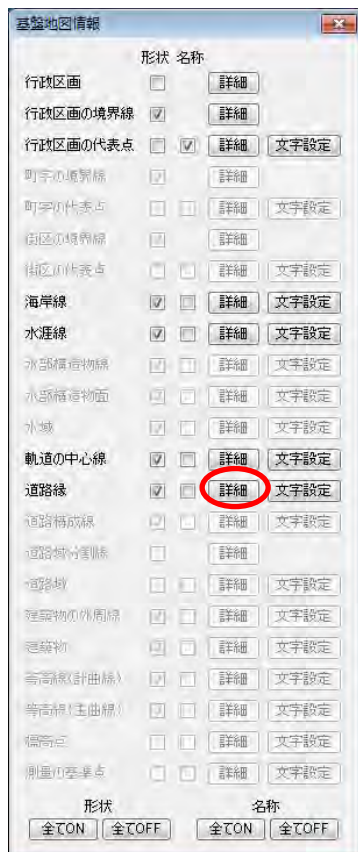 基盤地図情報
形状 名称
行政区画 詳細
行政区画の境界線 詳細
行政区画の代表点 詳細 文字設定
町字の境界線 詳細
町字の代表点 詳細 文字設定
街区の境界線 詳細
街区の代表点 詳細 文字設定
海岸線 詳細 文字設定
水涯線 詳細 文字設定
水部構造物線 詳細 文字設定
水部構造物面 詳細 文字設定
水域 詳細 文字設定
軌道の中心線 詳細 文字設定
道路縁 詳細 文字設定
道路構成線 詳細 文字設定
道路域分割線 詳細
道路域 詳細 文字設定
建築物の外周線 詳細 文字設定
建築物 詳細 文字設定
等高線(計曲線) 詳細 文字設定
等高線(主曲線) 詳細 文字設定
標高点 詳細 文字設定
測量の基準点 詳細 文字設定
形状 名称
全てON 全てOFF 全てON 全てOFF